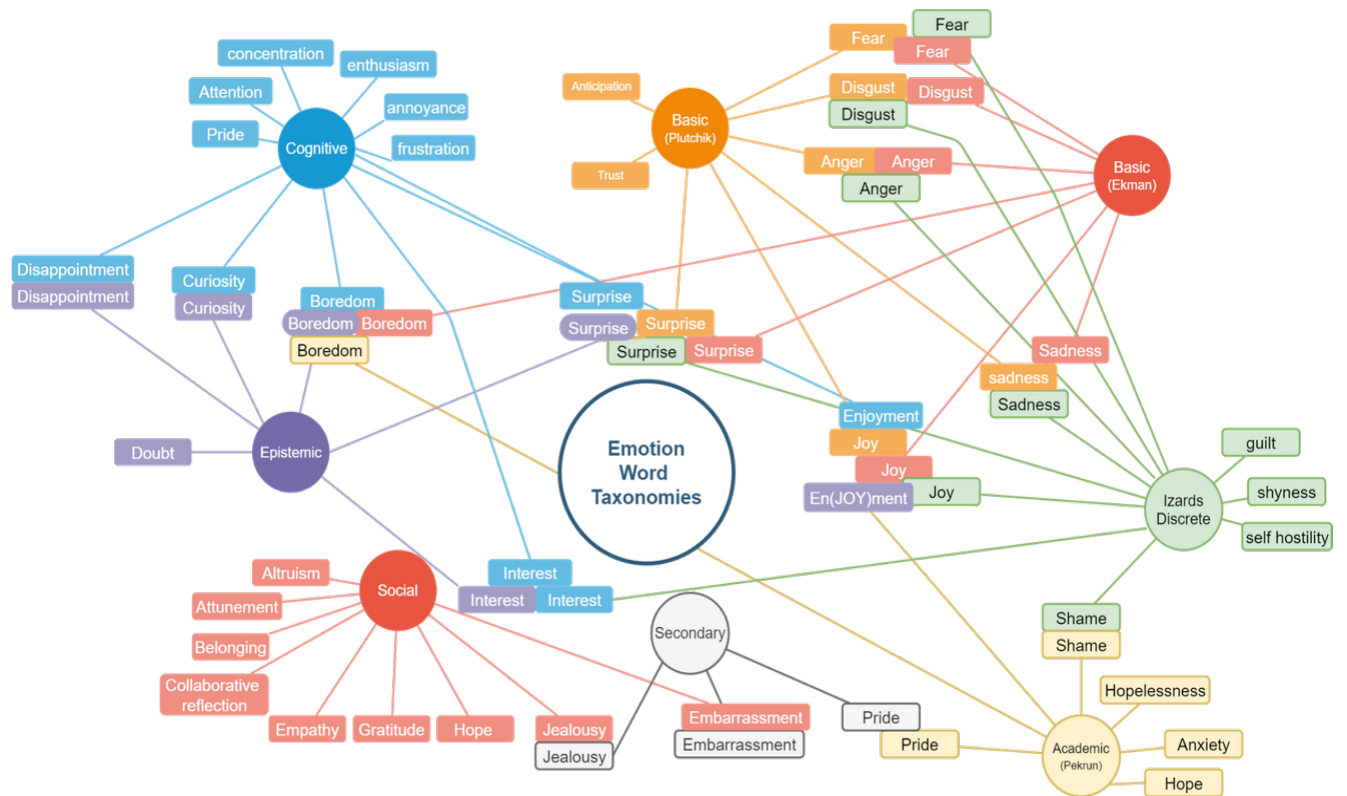 Fear
concentration
Fear
Fear
enthusiasm
Anticipation
Disgust
Disgust
Attention
annoyance
Disgust
Basic
(Plutchik)
Pride
Cognitive
frustration
Anger
Anger
Basic
(Ekman)
Trust
Anger
Disappointment
Disappointment
Curiosity
Curiosity
Boredom
Boredom
Boredom
Boredom
Surprise
Surprise
Surprise
Surprise
Surprise
Sadness
sadness
Sadness
Enjoyment
Joy
Joy
En(JOY)ment
Joy
Emotion
Word
Taxonomies
Doubt
Epistemic
guilt
shyness
self hostility
Izards
Discrete
Interest
Interest
Interest
Altruism
Social
Attunement
Belonging
Collaborative
reflection
Empathy
Gratitude
Hope
Jealousy
Jealousy
Secondary
Embarrassment
Embarrassment
Pride
Pride
Shame
Shame
Hopelessness
Academic
(Pekrun)
Anxiety
Hope